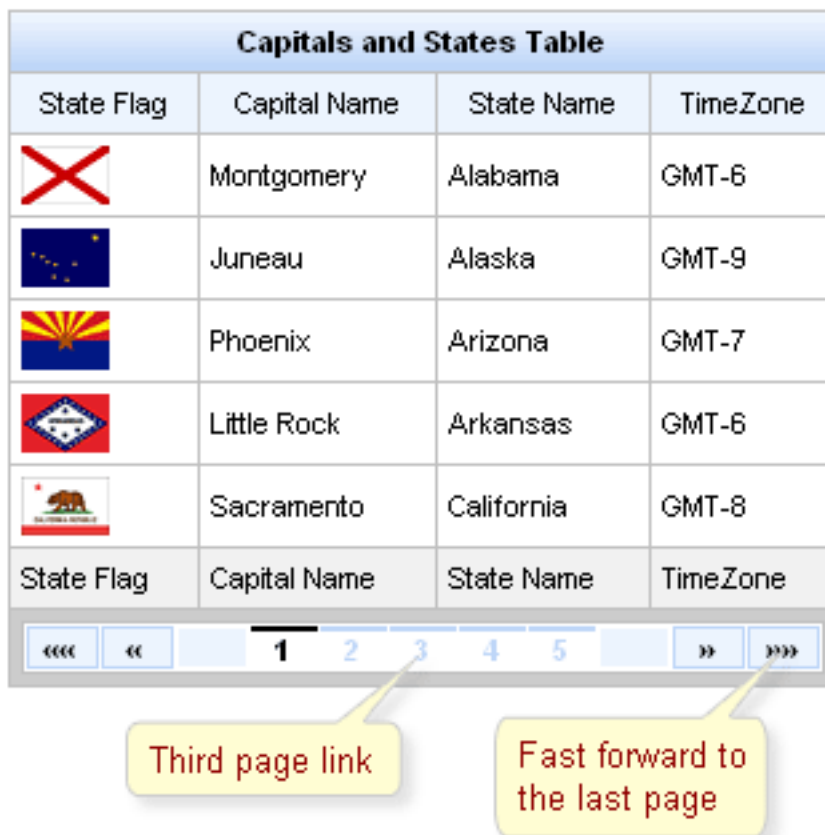 Capitals and States Table
State Flag Capital Name State Name TimeZone
Montgomery Alabama GMT-6
Juneau Alaska GMT-9
Phoenix Arizona GMT-7
Little Rock Arkansas GMT-6
Sacramento California GMT-8
State Flag Capital Name State Name TimeZone
«« « 1 2 3 4 5 » »»
Third page link
Fast forward to
the last page